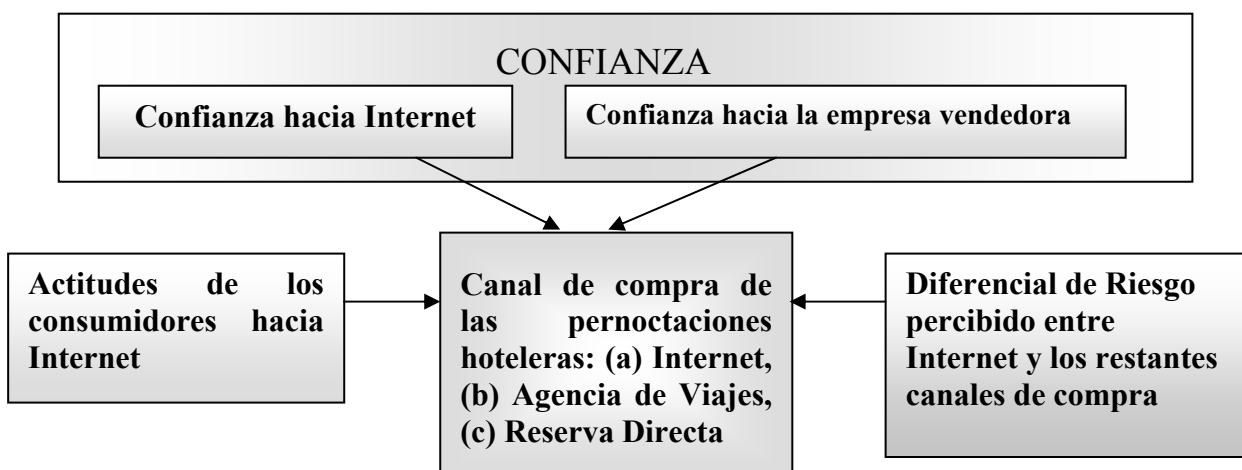 CONFIANZA
Confianza hacia Internet
Confianza hacia la empresa vendedora
Actitudes de los
consumidores hacia
Internet
Canal de compra de
las pernoctaciones
hoteleras: (a) Internet,
(b) Agencia de Viajes,
(c) Reserva Directa
Diferencial de Riesgo
percibido entre
Internet y los restantes
canales de compra